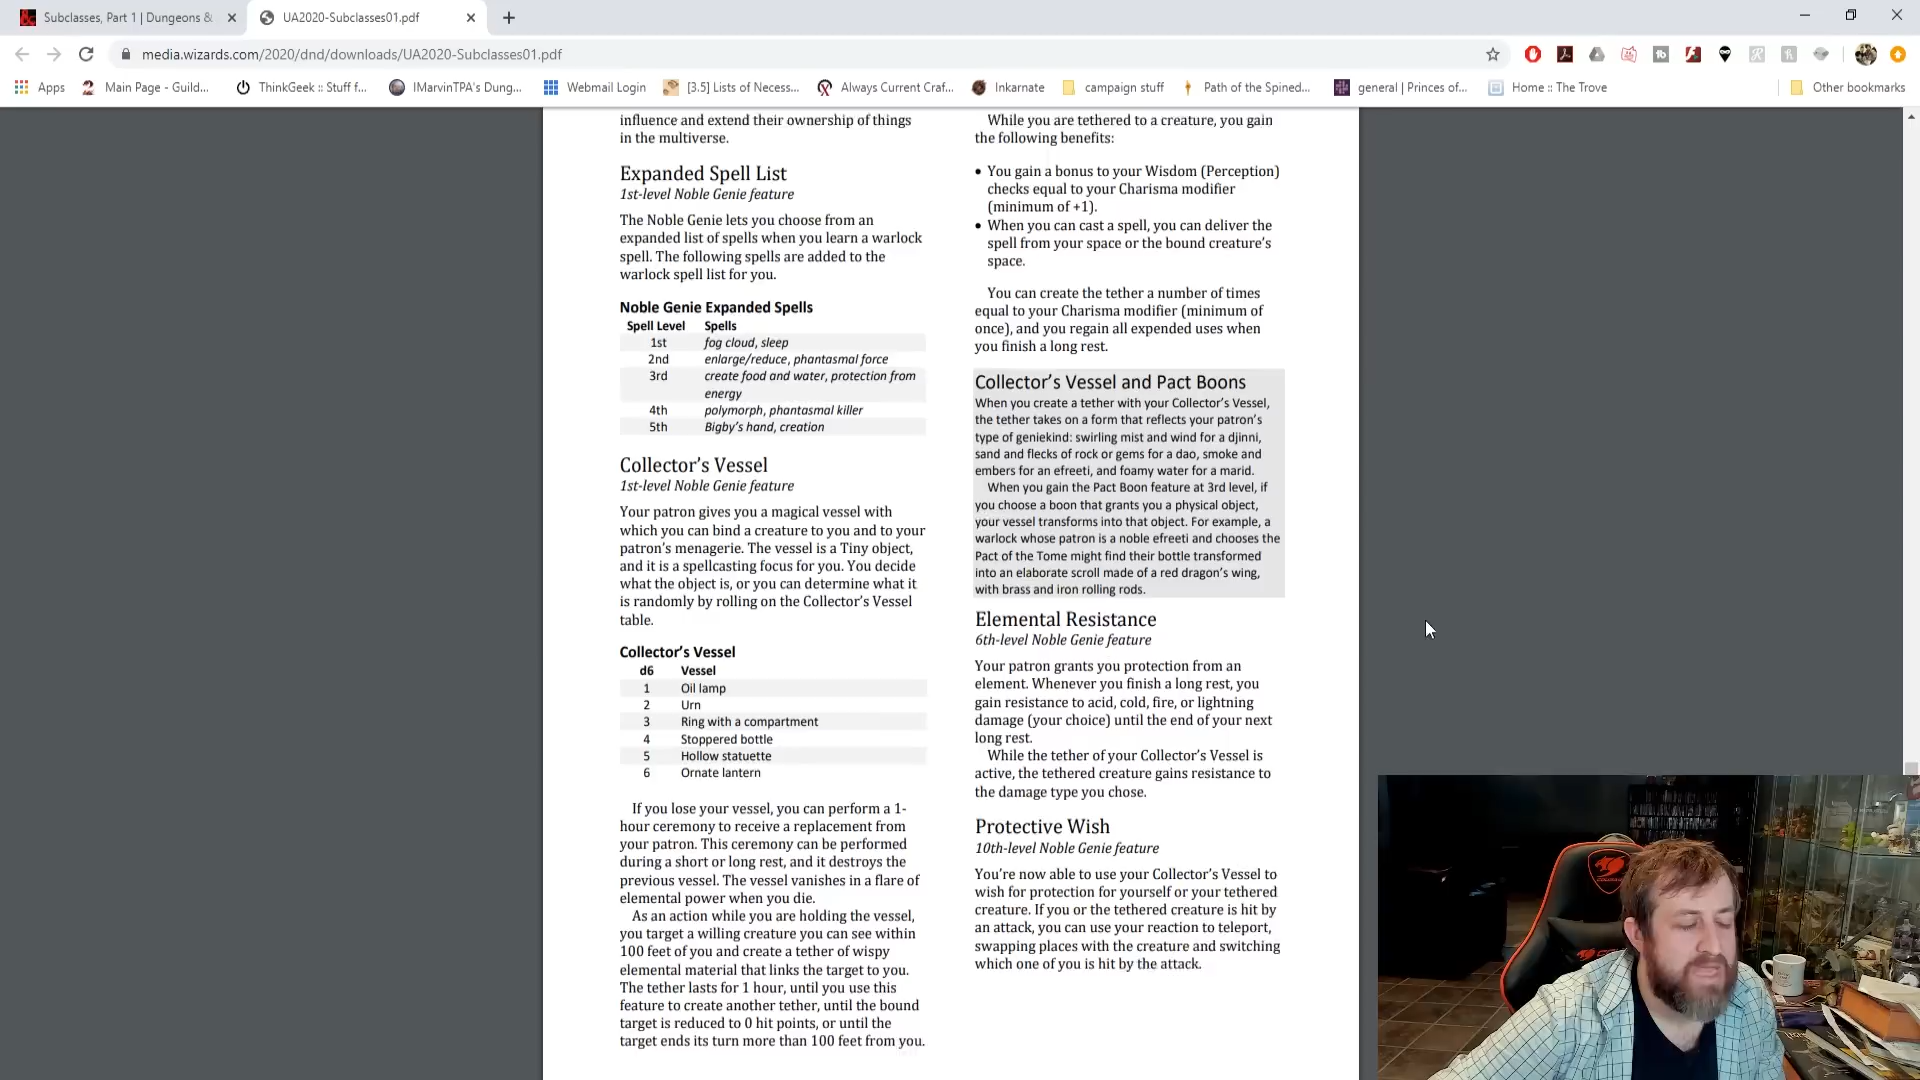 Subclasses, Part 1 | Dungeons &
UA2020-Subclasses01.pdf
media.wizards.com/2020/dnd/downloads/UA2020-Subclasses01.pdf
Apps
Main Page - Guild...
ThinkGeek :: Stuff f...
IMarvinTPA's Dung...
Webmail Login
[3.5] Lists of Necess...
Always Current Craf...
Inkarnate
campaign stuff
Path of the Spined...
general | Princes of...
Home :: The Trove
Other bookmarks
influence and extend their ownership of things
in the multiverse.
Expanded Spell List
1st-level Noble Genie feature
The Noble Genie lets you choose from an
expanded list of spells when you learn a warlock
spell. The following spells are added to the
warlock spell list for you.
Noble Genie Expanded Spells
Spell Level Spells
1st fog cloud, sleep
2nd enlarge/reduce, phantasmal force
3rd create food and water, protection from
energy
4th polymorph, phantasmal killer
5th Bigby's hand, creation
Collector's Vessel
1st-level Noble Genie feature
Your patron gives you a magical vessel with
which you can bind a creature to you and to your
patron's menagerie. The vessel is a Tiny object,
and it is a spellcasting focus for you. You decide
what the object is, or you can determine what it
is randomly by rolling on the Collector's Vessel
table.
Collector's Vessel
d6 Vessel
1 Oil lamp
2 Urn
3 Ring with a compartment
4 Stoppered bottle
5 Hollow statuette
6 Ornate lantern
If you lose your vessel, you can perform a 1-
hour ceremony to receive a replacement from
your patron. This ceremony can be performed
during a short or long rest, and it destroys the
previous vessel. The vessel vanishes in a flare of
elemental power when you die.
As an action while you are holding the vessel,
you target a willing creature you can see within
100 feet of you and create a tether of wispy
elemental material that links the target to you.
The tether lasts for 1 hour, until you use this
feature to create another tether, until the bound
target is reduced to 0 hit points, or until the
target ends its turn more than 100 feet from you.
While you are tethered to a creature, you gain
the following benefits:
• You gain a bonus to your Wisdom (Perception)
checks equal to your Charisma modifier
(minimum of +1).
• When you can cast a spell, you can deliver the
spell from your space or the bound creature's
space.
You can create the tether a number of times
equal to your Charisma modifier (minimum of
once), and you regain all expended uses when
you finish a long rest.
Collector's Vessel and Pact Boons
When you create a tether with your Collector's Vessel,
the tether takes on a form that reflects your patron's
type of geniekind: swirling mist and wind for a djinni,
sand and flecks of rock or gems for a dao, smoke and
embers for an efreeti, and foamy water for a marid.
When you gain the Pact Boon feature at 3rd level, if
you choose a boon that grants you a physical object,
your vessel transforms into that object. For example, a
warlock whose patron is a noble efreeti and chooses the
Pact of the Tome might find their bottle transformed
into an elaborate scroll made of a red dragon's wing,
with brass and iron rolling rods.
Elemental Resistance
6th-level Noble Genie feature
Your patron grants you protection from an
element. Whenever you finish a long rest, you
gain resistance to acid, cold, fire, or lightning
damage (your choice) until the end of your next
long rest.
While the tether of your Collector's Vessel is
active, the tethered creature gains resistance to
the damage type you chose.
Protective Wish
10th-level Noble Genie feature
You're now able to use your Collector's Vessel to
wish for protection for yourself or your tethered
creature. If you or the tethered creature is hit by
an attack, you can use your reaction to teleport,
swapping places with the creature and switching
which one of you is hit by the attack.